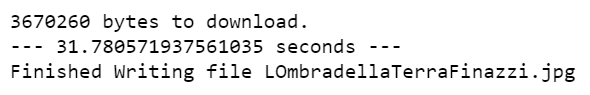 3670260 bytes to download.
--- 31.780571937561035 seconds ---
Finished Writing file LOmbradellaTerraFinazzi.jpg